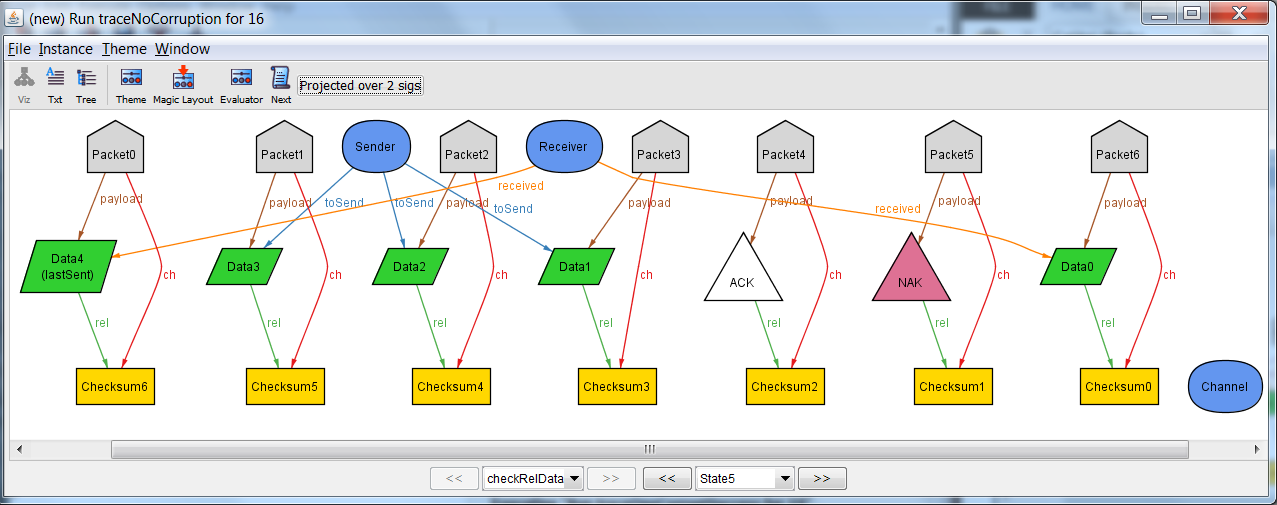 (new) Run traceNoCorruption for 16
File Instance Theme Window
Viz Txt Tree Theme Magic Layout Evaluator Next Projected over 2 sigs
Packet0 Packet1 Sender Packet2 Receiver Packet3 Packet4 Packet5 Packet6
payload payload toSend toSend payload received toSend payload payload received payload payload
Data4
(lastSent)
Data3 Data2 Data1 ACK NAK Data0
ch ch ch ch ch ch ch
rel rel rel rel rel rel rel
Checksum6 Checksum5 Checksum4 Checksum3 Checksum2 Checksum1 Checksum0 Channel
<< checkRelData >> << State5 >>